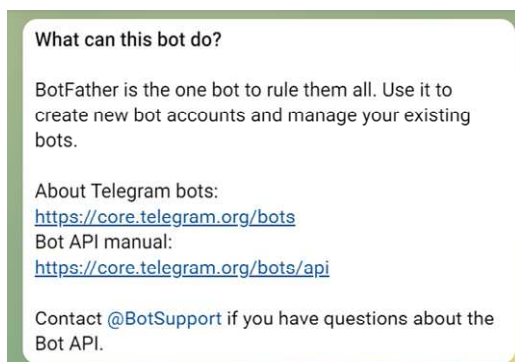 What can this bot do?
BotFather is the one bot to rule them all. Use it to
create new bot accounts and manage your existing
bots.
About Telegram bots:
https://core.telegram.org/bots
Bot API manual:
https://core.telegram.org/bots/api
Contact @BotSupport if you have questions about the
Bot API.